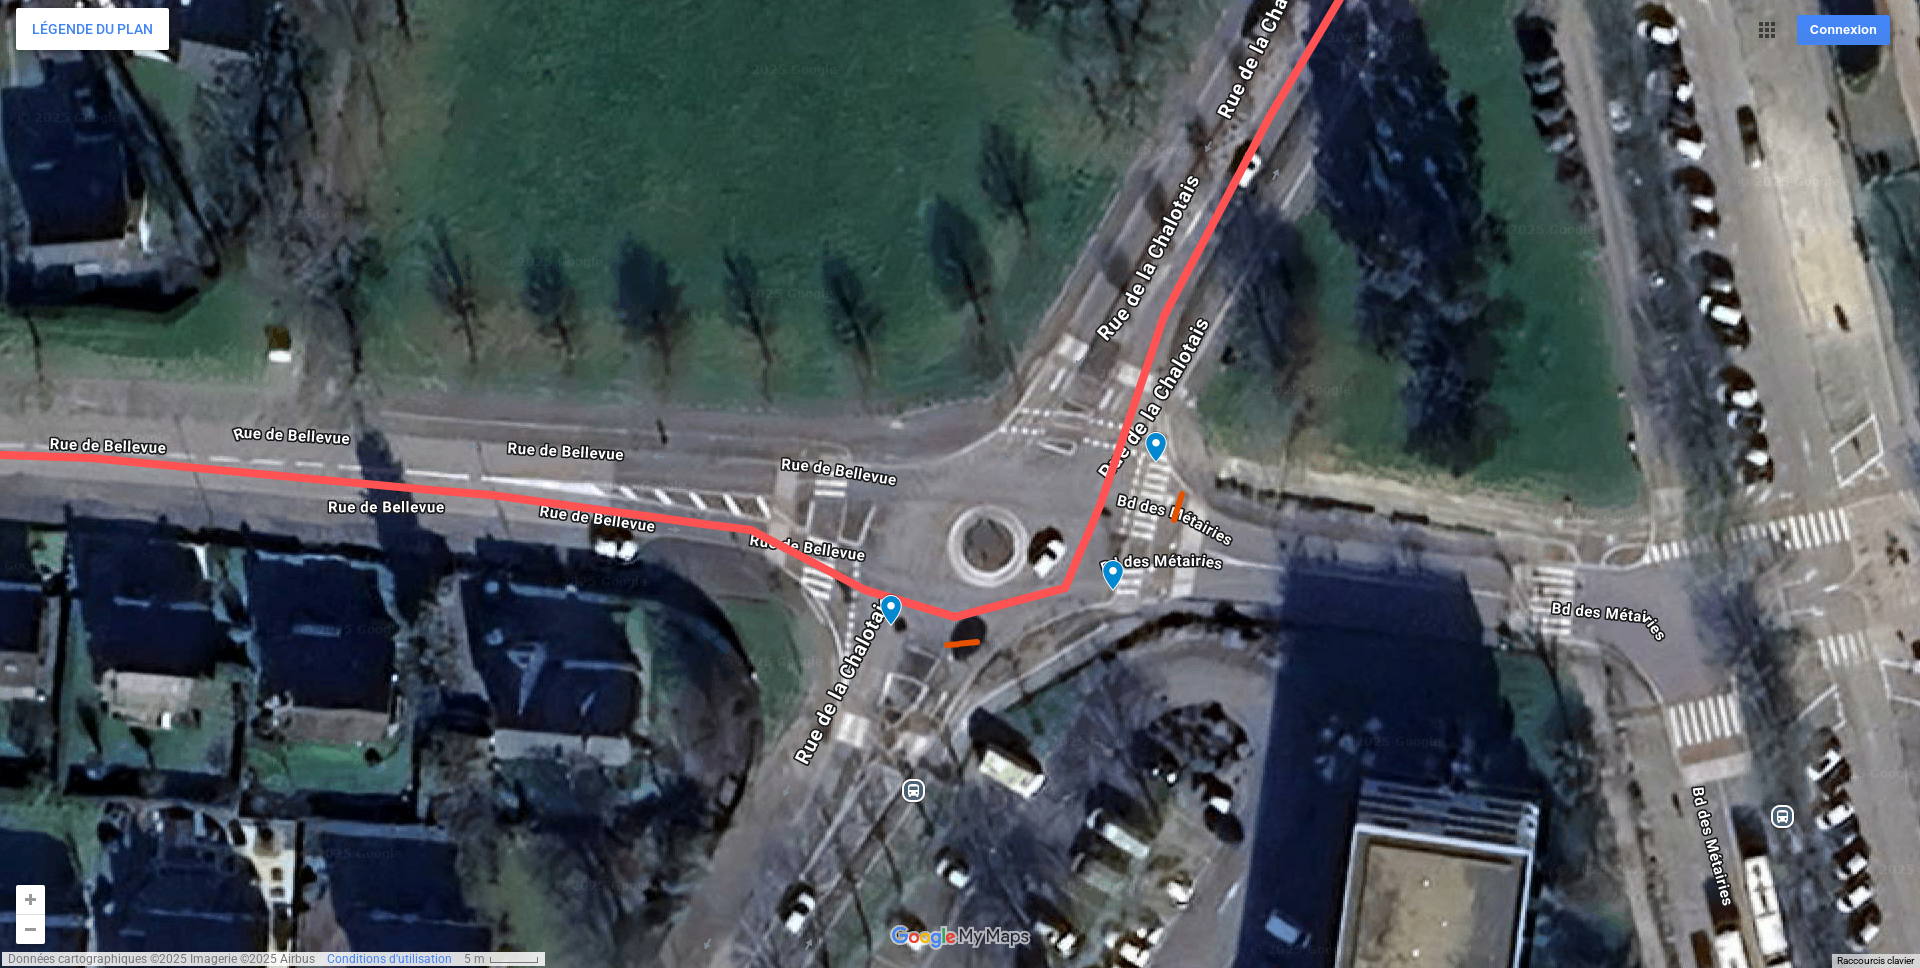 LÉGENDE DU PLAN
Connexion
Rue de la Cha
Rue de la Chalotais
Rue de la Chalotais
Rue de Bellevue
Rue de Bellevue
Rue de Bellevue
Rue de Bellevue
Rue de Bellevue
Rue de Bellevue
Rue de Bellevue
Bd des Métairies
des Métairies
Bd des Métairies
Rue de la Chalotais
Bd des Métairies
Google My Maps
Données cartographiques ©2025 Imagerie ©2025 Airbus
Conditions d'utilisation
5 m
Raccourcis clavier